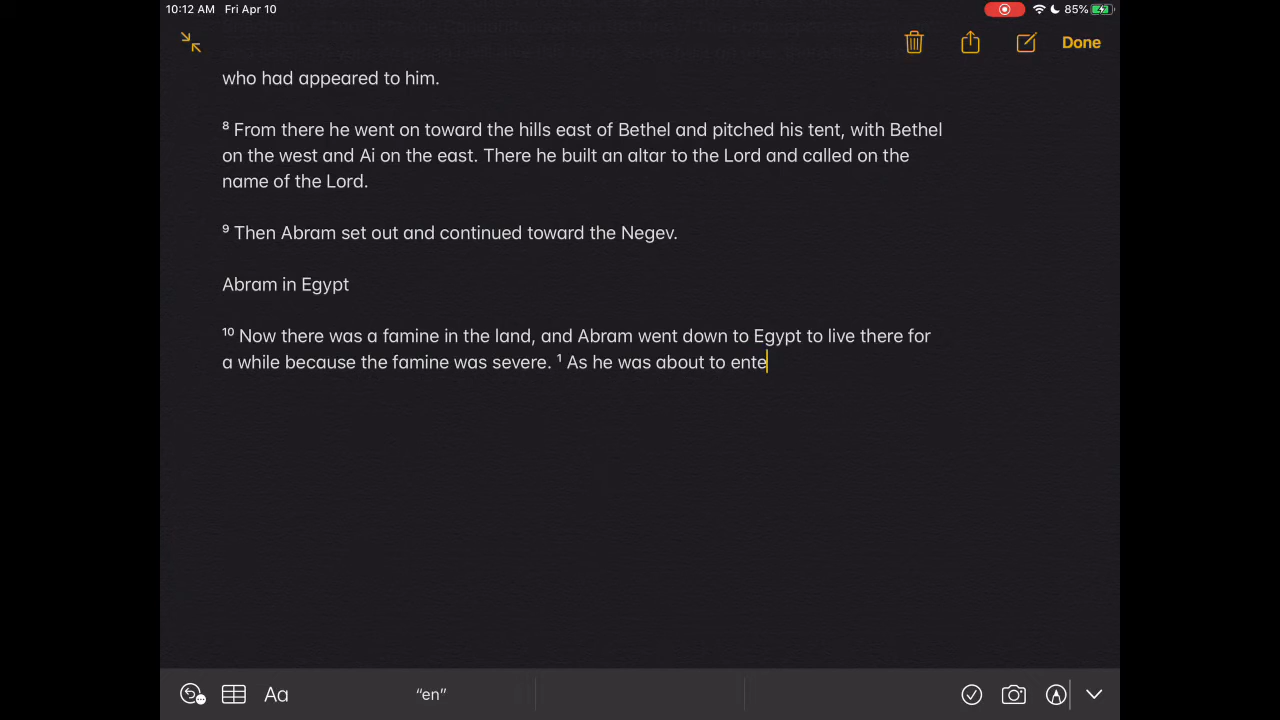 10:12 AM Fri Apr 10 85%
Done
who had appeared to him.
⁸ From there he went on toward the hills east of Bethel and pitched his tent, with Bethel
on the west and Ai on the east. There he built an altar to the Lord and called on the
name of the Lord.
⁹ Then Abram set out and continued toward the Negev.
Abram in Egypt
¹⁰ Now there was a famine in the land, and Abram went down to Egypt to live there for
a while because the famine was severe. ¹ As he was about to ente
Aa “en”